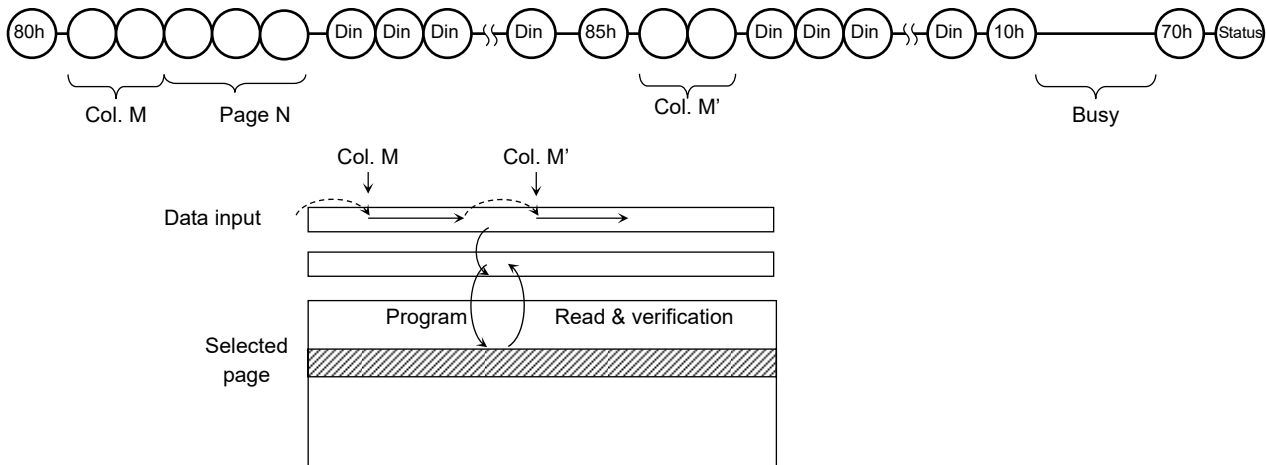 80h Din Din Din Din 85h Din Din Din Din 10h 70h Status
Col. M Page N Col. M’ Busy
Col. M Col. M’
Data input
Program Read & verification
Selected
page